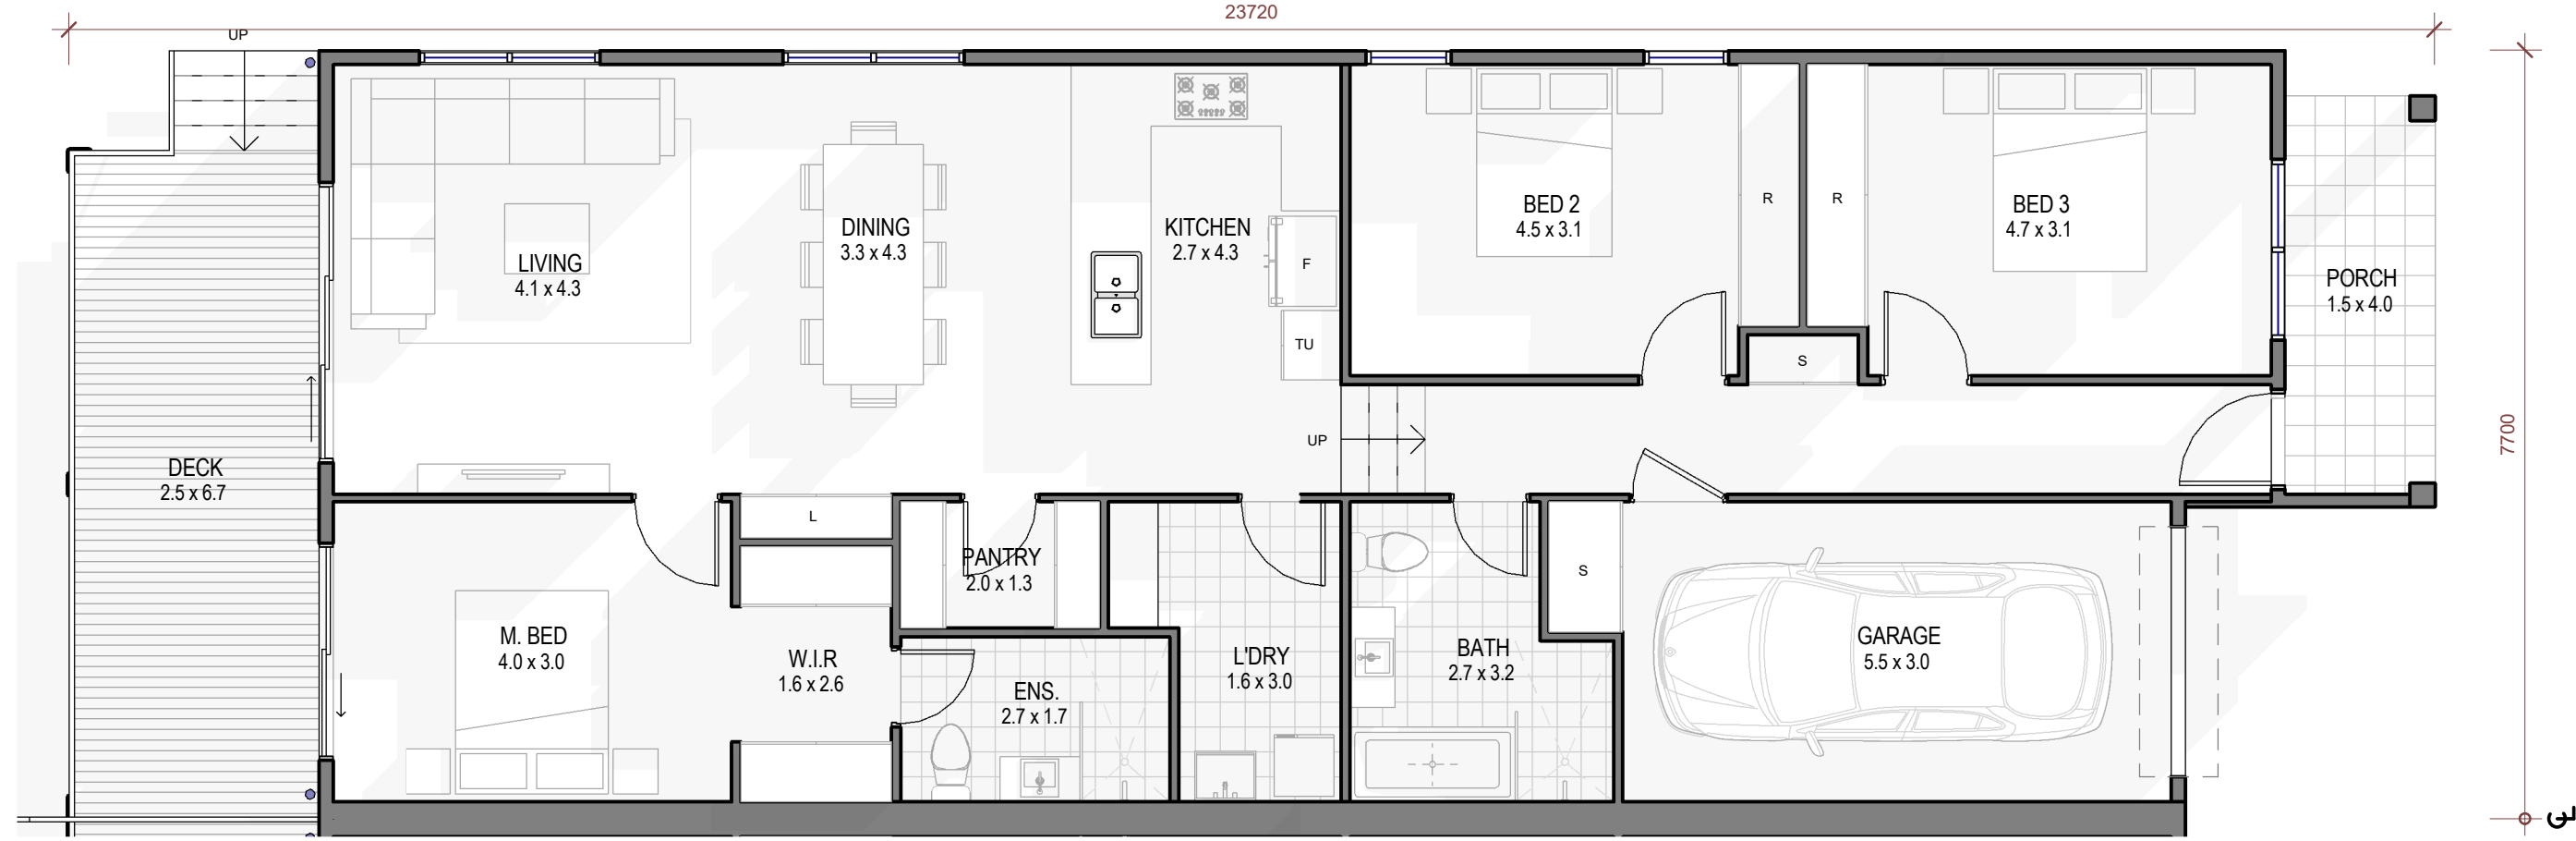 23720
UP
LIVING
4.1 x 4.3
DINING
3.3 x 4.3
KITCHEN
2.7 x 4.3
F
TU
BED 2
4.5 x 3.1
R
R
S
BED 3
4.7 x 3.1
PORCH
1.5 x 4.0
7700
DECK
2.5 x 6.7
UP
L
PANTRY
2.0 x 1.3
M. BED
4.0 x 3.0
W.I.R
1.6 x 2.6
ENS.
2.7 x 1.7
L'DRY
1.6 x 3.0
BATH
2.7 x 3.2
S
GARAGE
5.5 x 3.0